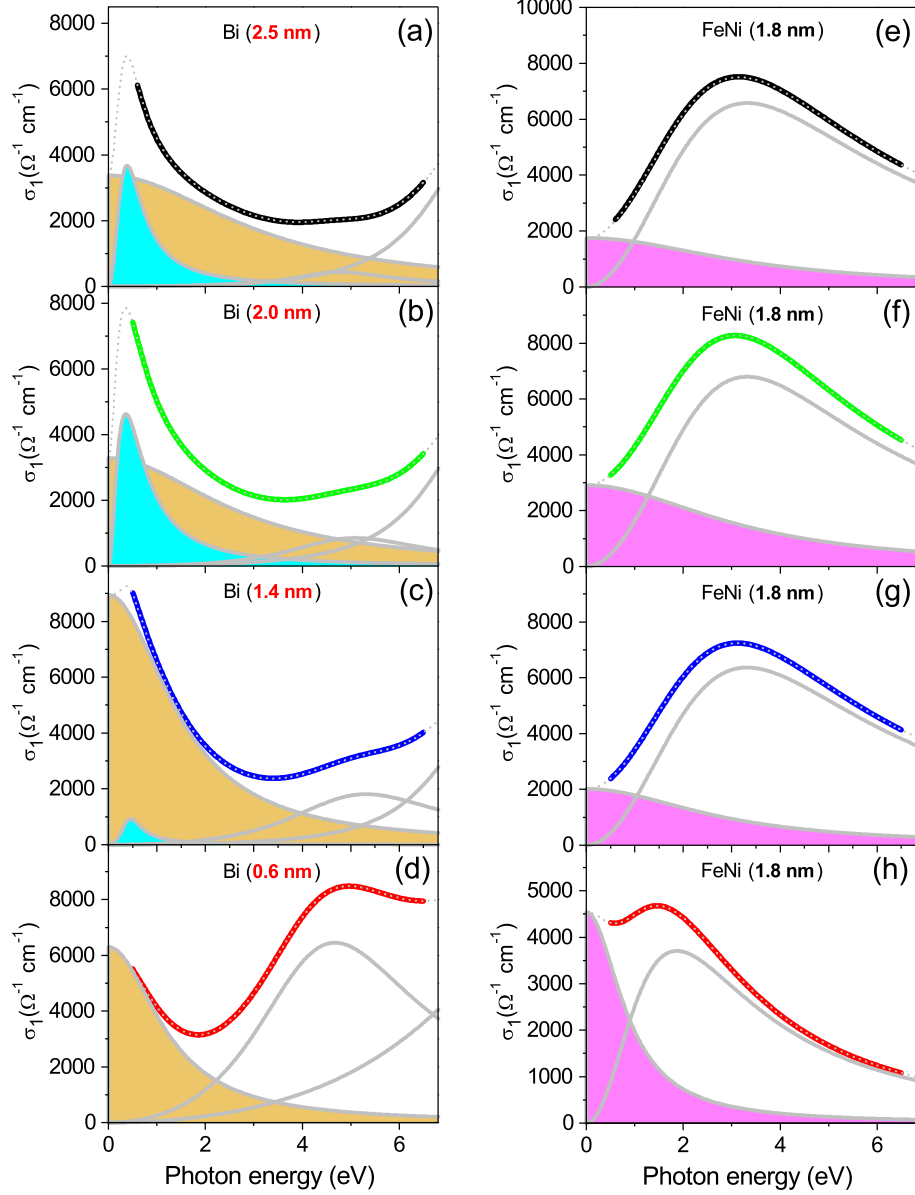 Bi (2.5 nm)
(a)
σ1(Ω-1 cm-1)
8000
6000
4000
2000
0
FeNi (1.8 nm)
(e)
σ1(Ω-1 cm-1)
10000
8000
6000
4000
2000
0
Bi (2.0 nm)
(b)
σ1(Ω-1 cm-1)
8000
6000
4000
2000
0
FeNi (1.8 nm)
(f)
σ1(Ω-1 cm-1)
8000
6000
4000
2000
0
Bi (1.4 nm)
(c)
σ1(Ω-1 cm-1)
8000
6000
4000
2000
0
FeNi (1.8 nm)
(g)
σ1(Ω-1 cm-1)
8000
6000
4000
2000
0
Bi (0.6 nm)
(d)
σ1(Ω-1 cm-1)
8000
6000
4000
2000
0
0 2 4 6
Photon energy (eV)
FeNi (1.8 nm)
(h)
σ1(Ω-1 cm-1)
5000
4000
3000
2000
1000
0
0 2 4 6
Photon energy (eV)